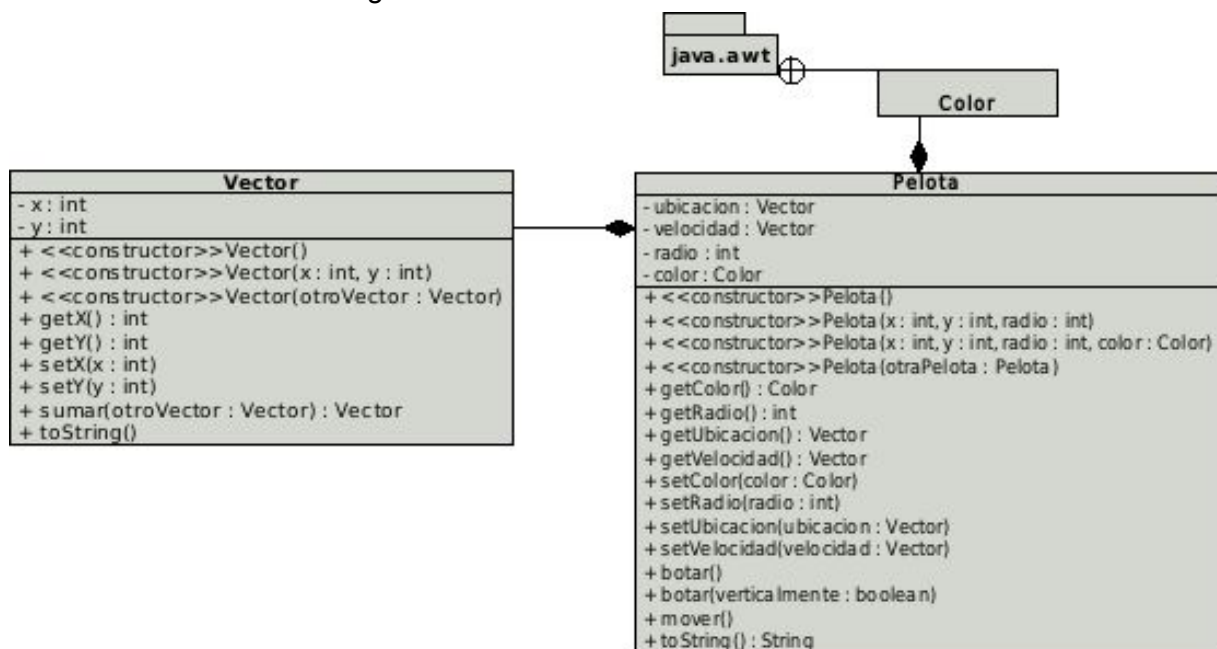 java.awt
Color
Vector
- x : int
- y : int
+ <<constructor>>Vector()
+ <<constructor>>Vector(x : int, y : int)
+ <<constructor>>Vector(otroVector : Vector)
+ getX() : int
+ getY() : int
+ setX(x : int)
+ setY(y : int)
+ sumar(otroVector : Vector) : Vector
+ toString()
Pelota
- ubicacion : Vector
- velocidad : Vector
- radio : int
- color : Color
+ <<constructor>>Pelota()
+ <<constructor>>Pelota(x : int, y : int, radio : int)
+ <<constructor>>Pelota(x : int, y : int, radio : int, color : Color)
+ <<constructor>>Pelota(otraPelota : Pelota)
+ getColor() : Color
+ getRadio() : int
+ getUbicacion() : Vector
+ getVelocidad() : Vector
+ setColor(color : Color)
+ setRadio(radio : int)
+ setUbicacion(ubicacion : Vector)
+ setVelocidad(velocidad : Vector)
+ botar()
+ botar(verticalmente : boolean)
+ mover()
+ toString() : String